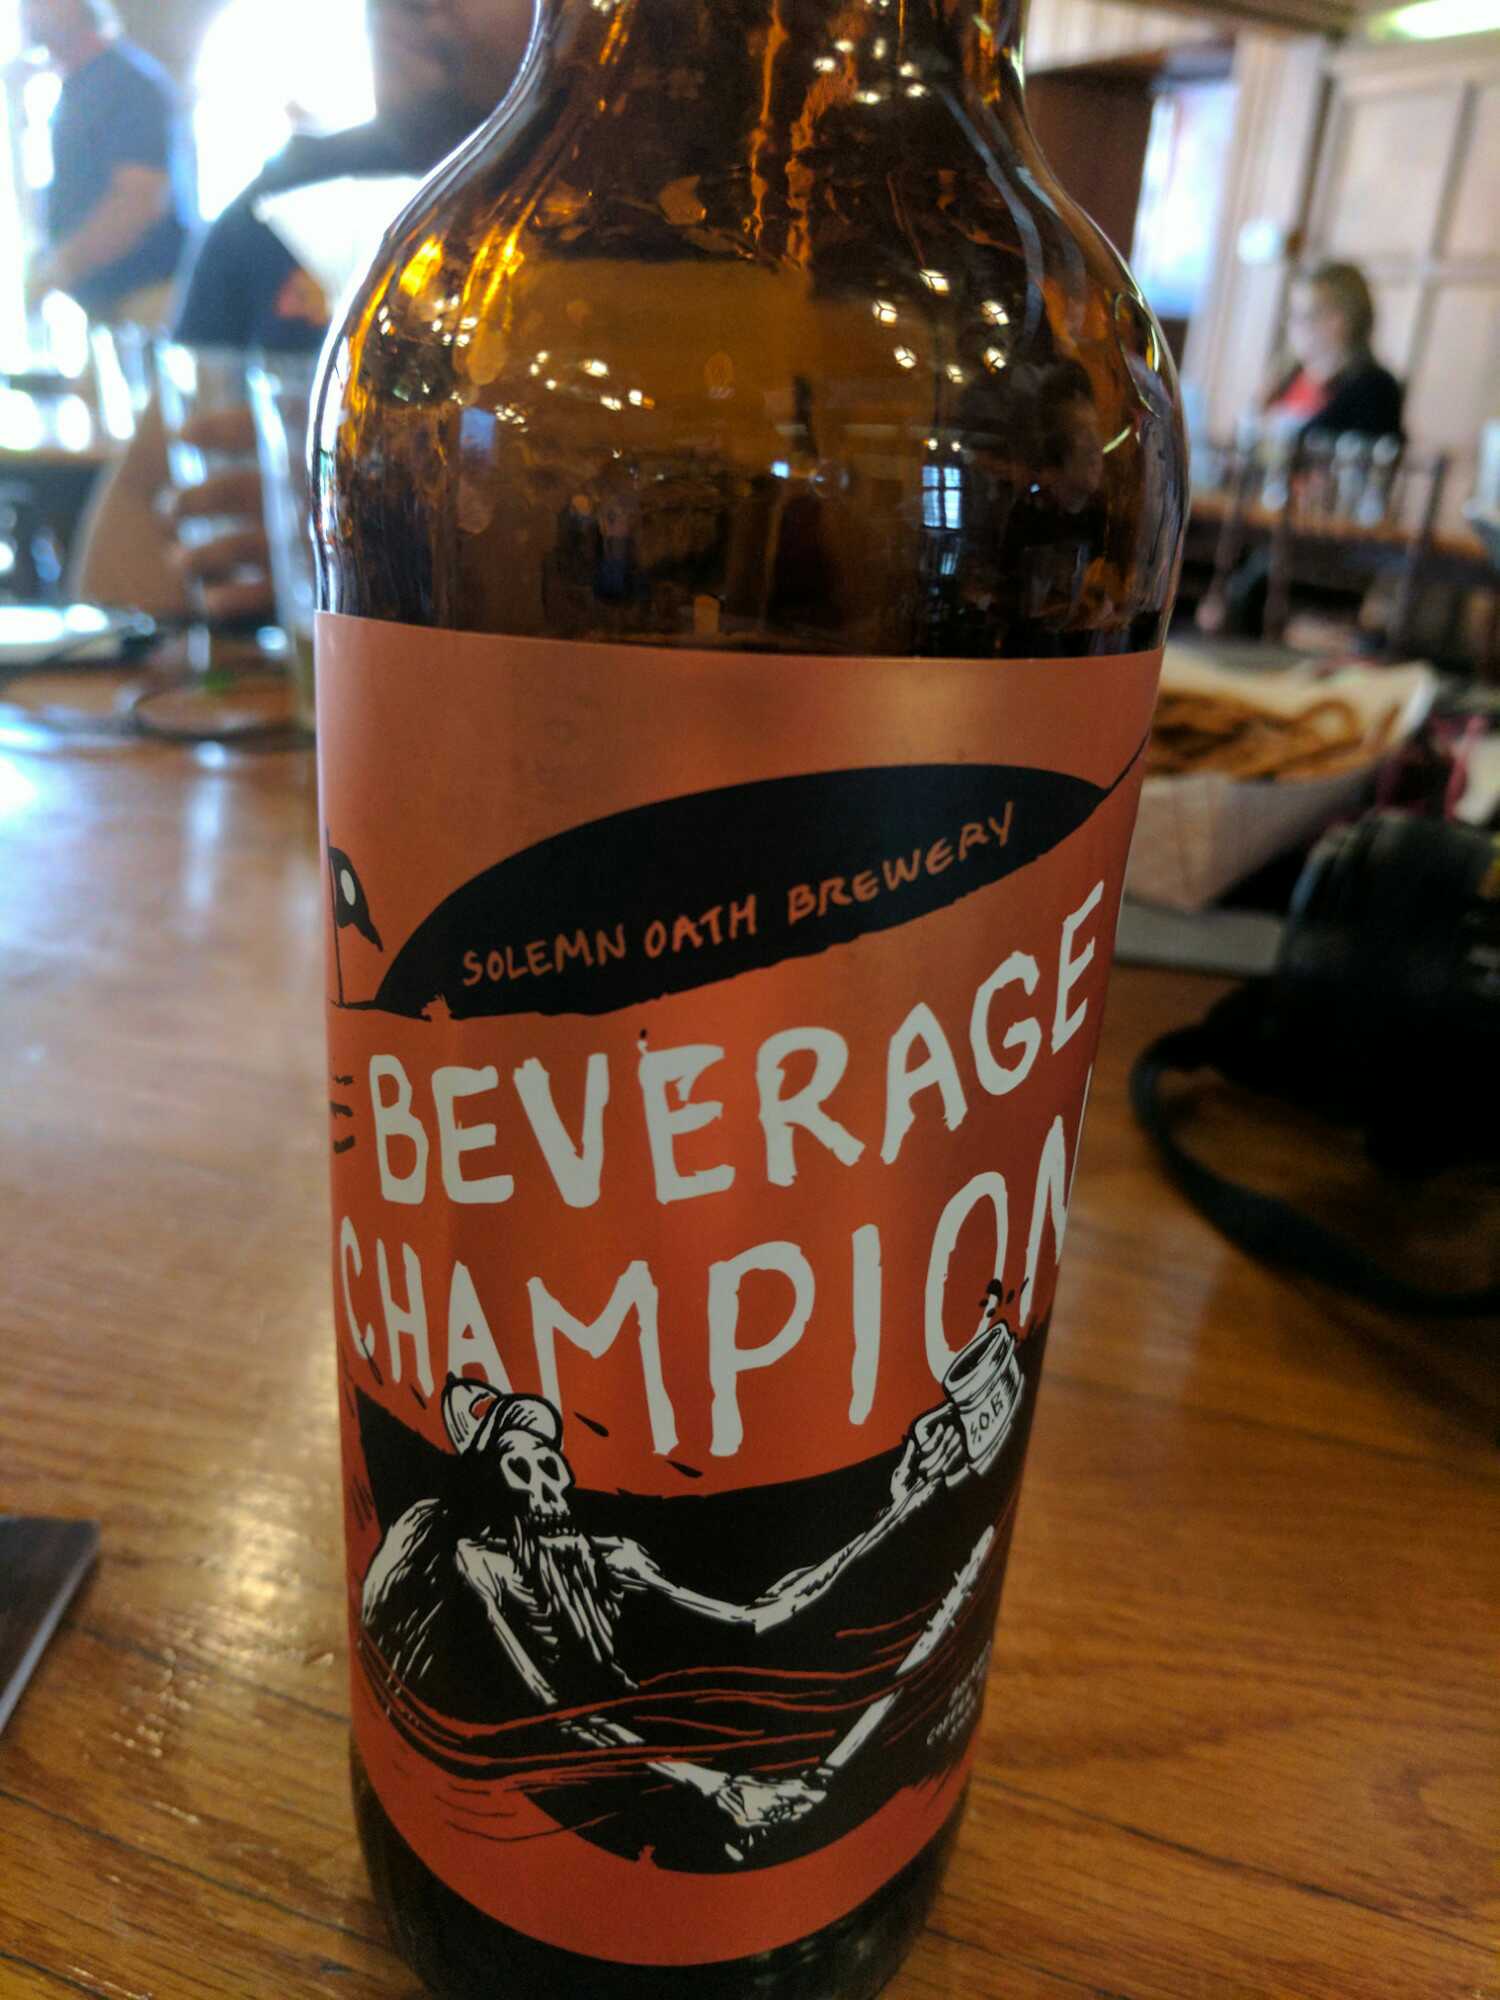 SOLEMN OATH BREWERY
BEVERAGE
CHAMPION
S.O.B